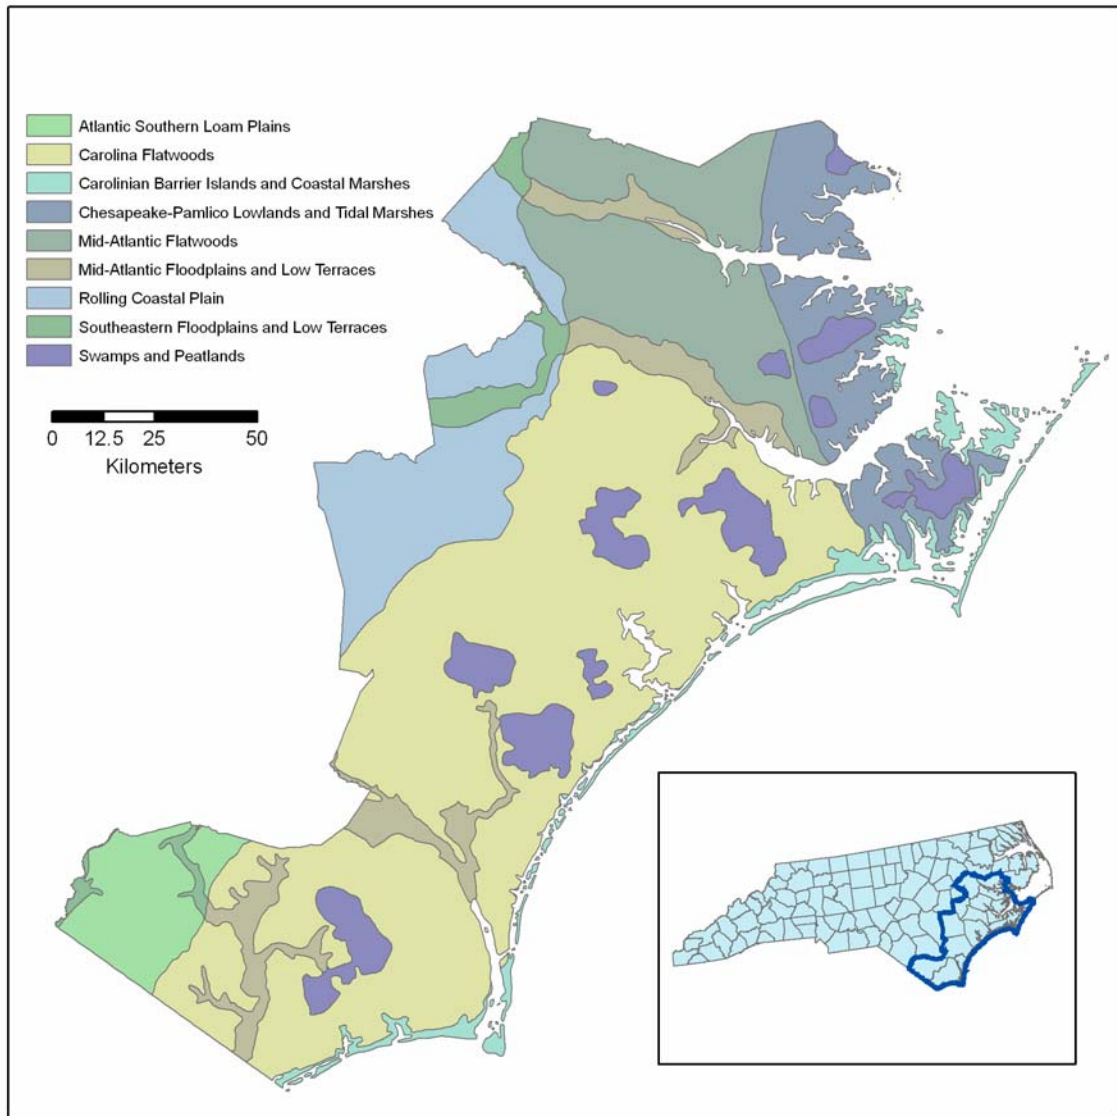 Atlantic Southern Loam Plains
Carolina Flatwoods
Carolinian Barrier Islands and Coastal Marshes
Chesapeake-Pamlico Lowlands and Tidal Marshes
Mid-Atlantic Flatwoods
Mid-Atlantic Floodplains and Low Terraces
Rolling Coastal Plain
Southeastern Floodplains and Low Terraces
Swamps and Peatlands
0 12.5 25 50
Kilometers